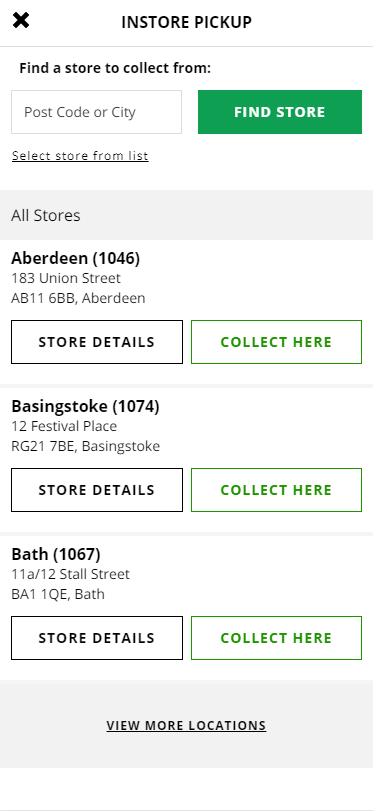 INSTORE PICKUP
Find a store to collect from:
Post Code or City
FIND STORE
Select store from list
All Stores
Aberdeen (1046)
183 Union Street
AB11 6BB, Aberdeen
STORE DETAILS
COLLECT HERE
Basingstoke (1074)
12 Festival Place
RG21 7BE, Basingstoke
STORE DETAILS
COLLECT HERE
Bath (1067)
11a/12 Stall Street
BA1 1QE, Bath
STORE DETAILS
COLLECT HERE
VIEW MORE LOCATIONS